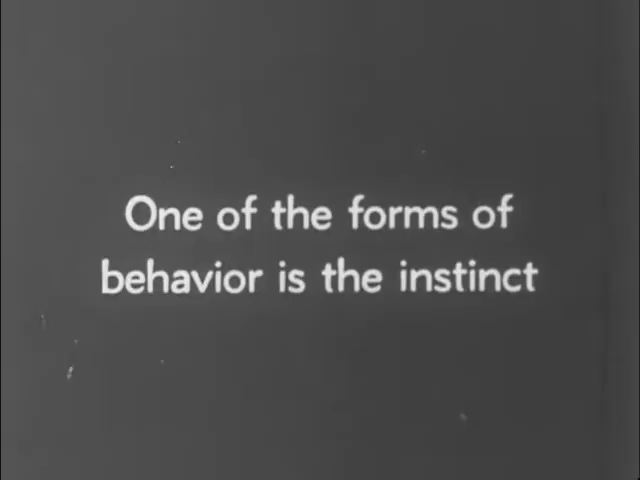 One of the forms of
behavior is the instinct